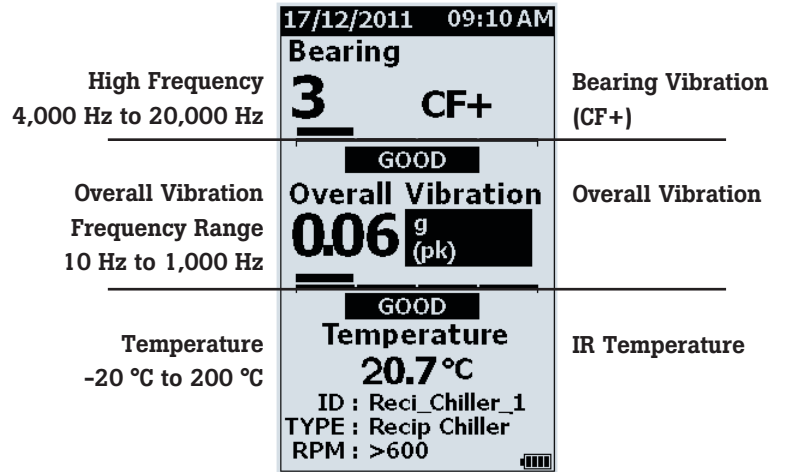 17/12/2011 09:10 AM
Bearing
High Frequency
4,000 Hz to 20,000 Hz
3 CF+
Bearing Vibration
(CF+)
GOOD
Overall Vibration
Frequency Range
10 Hz to 1,000 Hz
Overall Vibration
0.06 g
(pk)
Overall Vibration
GOOD
Temperature
-20 °C to 200 °C
Temperature
20.7 °C
IR Temperature
ID : Reci_Chiller_1
TYPE : Recip Chiller
RPM : >600